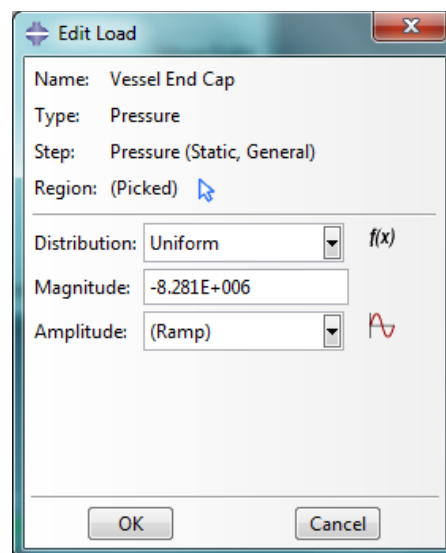 Edit Load
Name: Vessel End Cap
Type: Pressure
Step: Pressure (Static, General)
Region: (Picked)
Distribution: Uniform f(x)
Magnitude: -8.281E+006
Amplitude: (Ramp)
OK Cancel